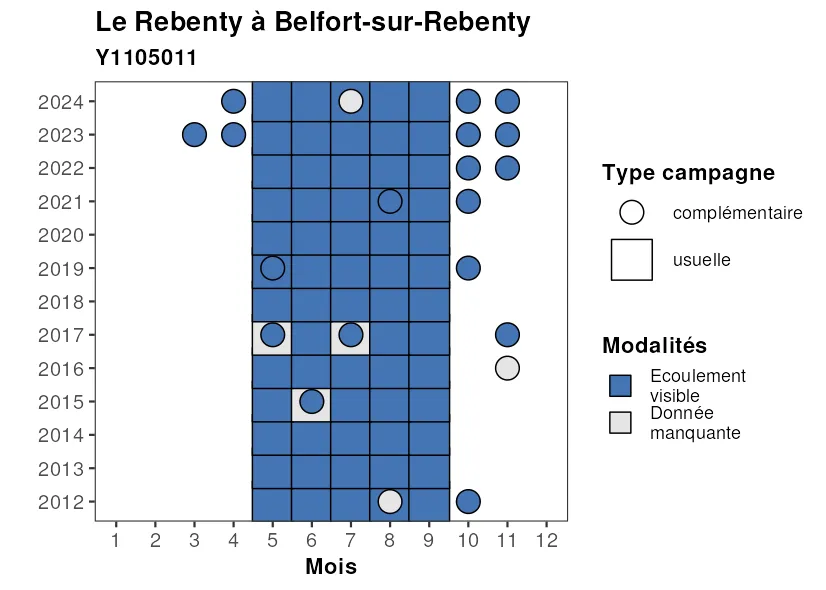 Le Rebenty à Belfort-sur-Rebenty
Y1105011
2024
2023
2022
2021
2020
2019
2018
2017
2016
2015
2014
2013
2012
1 2 3 4 5 6 7 8 9 10 11 12
Mois
Type campagne
complémentaire
usuelle
Modalités
Ecoulement
visible
Donnée
manquante